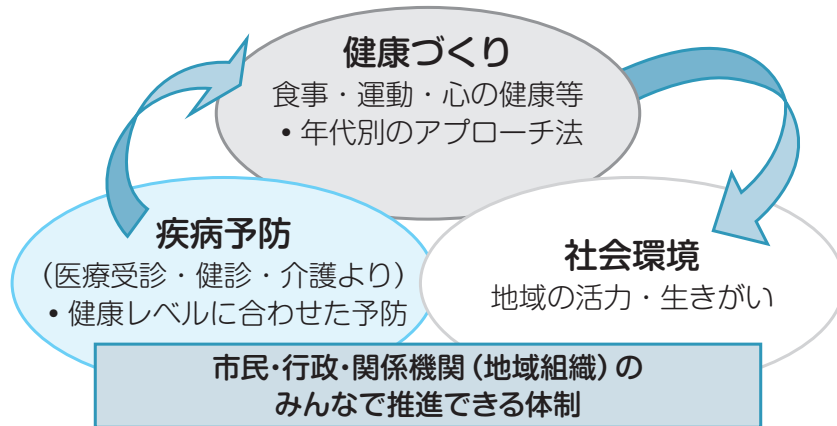 健康づくり
食事・運動・心の健康等
• 年代別のアプローチ法
疾病予防
（医療受診・健診・介護より）
• 健康レベルに合わせた予防
社会環境
地域の活力・生きがい
市民・行政・関係機関（地域組織）の
みんなで推進できる体制